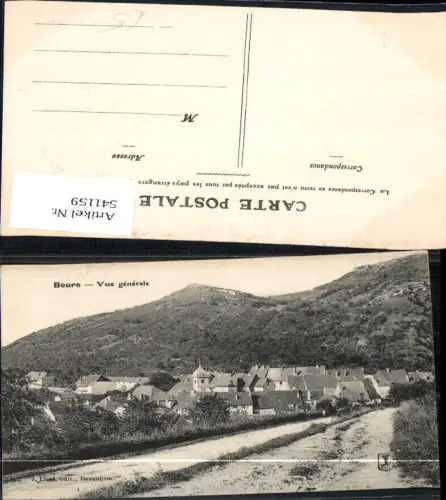 CARTE POSTALE
La Correspondance au recto n'est pas acceptée par tous les pays étrangers
Correspondance
Adresse
M
Artikel Nr.
541159
Beure — Vue générale
édit., Besançon